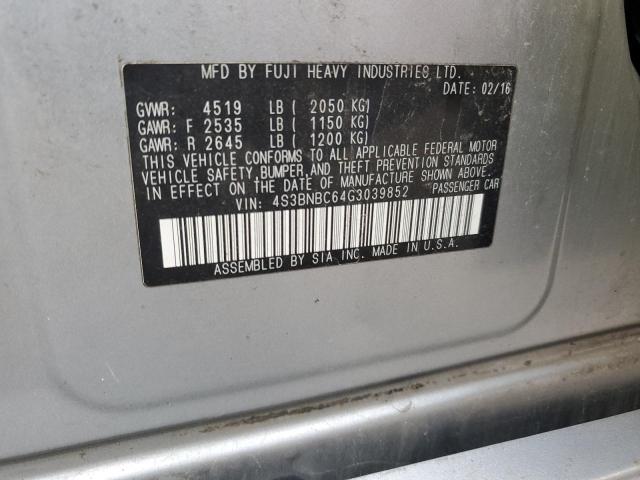 MFD BY FUJI HEAVY INDUSTRIES LTD.
DATE: 02/16
GVWR: 4519 LB ( 2050 KG)
GAWR: F 2535 LB ( 1150 KG)
GAWR: R 2645 LB ( 1200 KG)
THIS VEHICLE CONFORMS TO ALL APPLICABLE FEDERAL MOTOR
VEHICLE SAFETY,BUMPER,AND THEFT PREVENTION STANDARDS
IN EFFECT ON THE DATE OF MANUFACTURE SHOWN ABOVE.
VIN: 4S3BNBC64G3039852 PASSENGER CAR
ASSEMBLED BY SIA INC. MADE IN U.S.A.